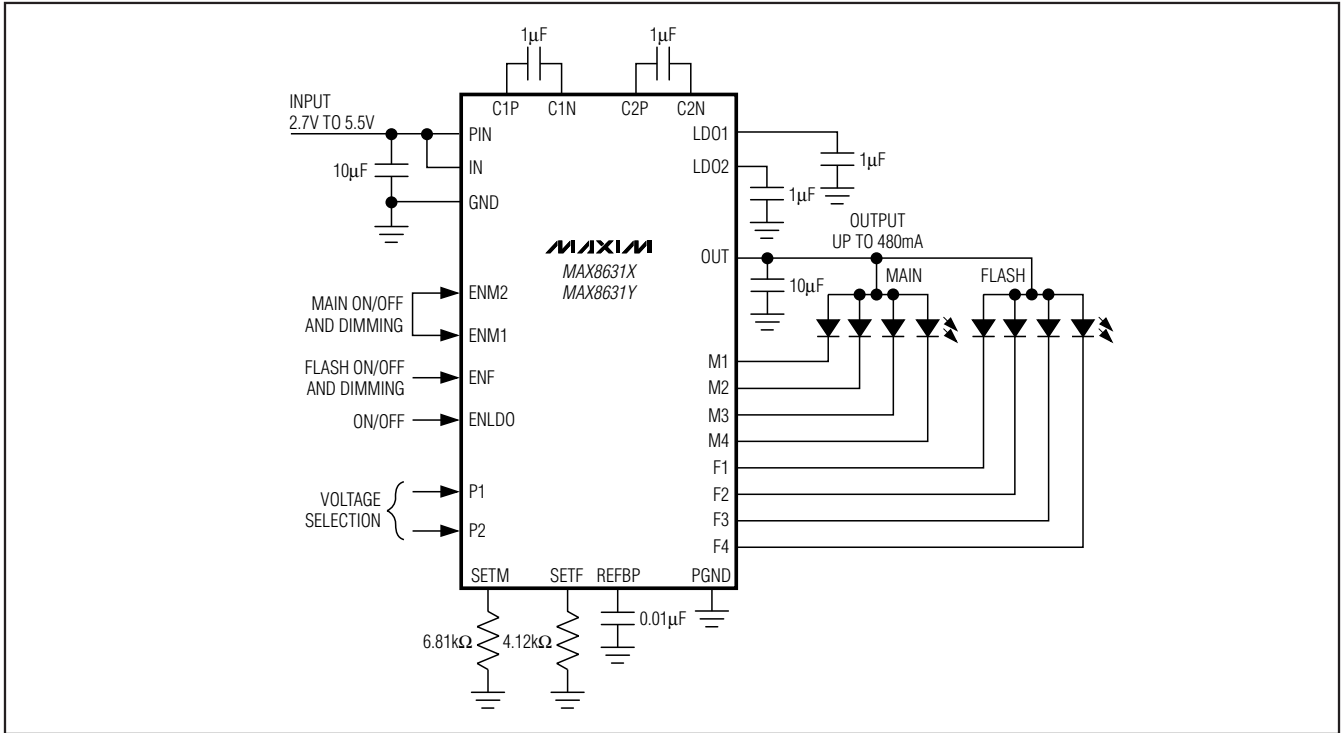 1μF
1μF
INPUT
2.7V TO 5.5V
C1P
C1N
C2P
C2N
PIN
LDO1
10μF
IN
LDO2
1μF
GND
1μF
OUTPUT
UP TO 480mA
MAXIM
MAX8631X
MAX8631Y
OUT
MAIN
FLASH
10μF
MAIN ON/OFF
AND DIMMING
ENM2
ENM1
FLASH ON/OFF
AND DIMMING
ENF
ON/OFF
ENLDO
VOLTAGE
SELECTION
P1
P2
M1
M2
M3
M4
F1
F2
F3
F4
SETM
SETF
REFBP
PGND
6.81kΩ
4.12kΩ
0.01μF